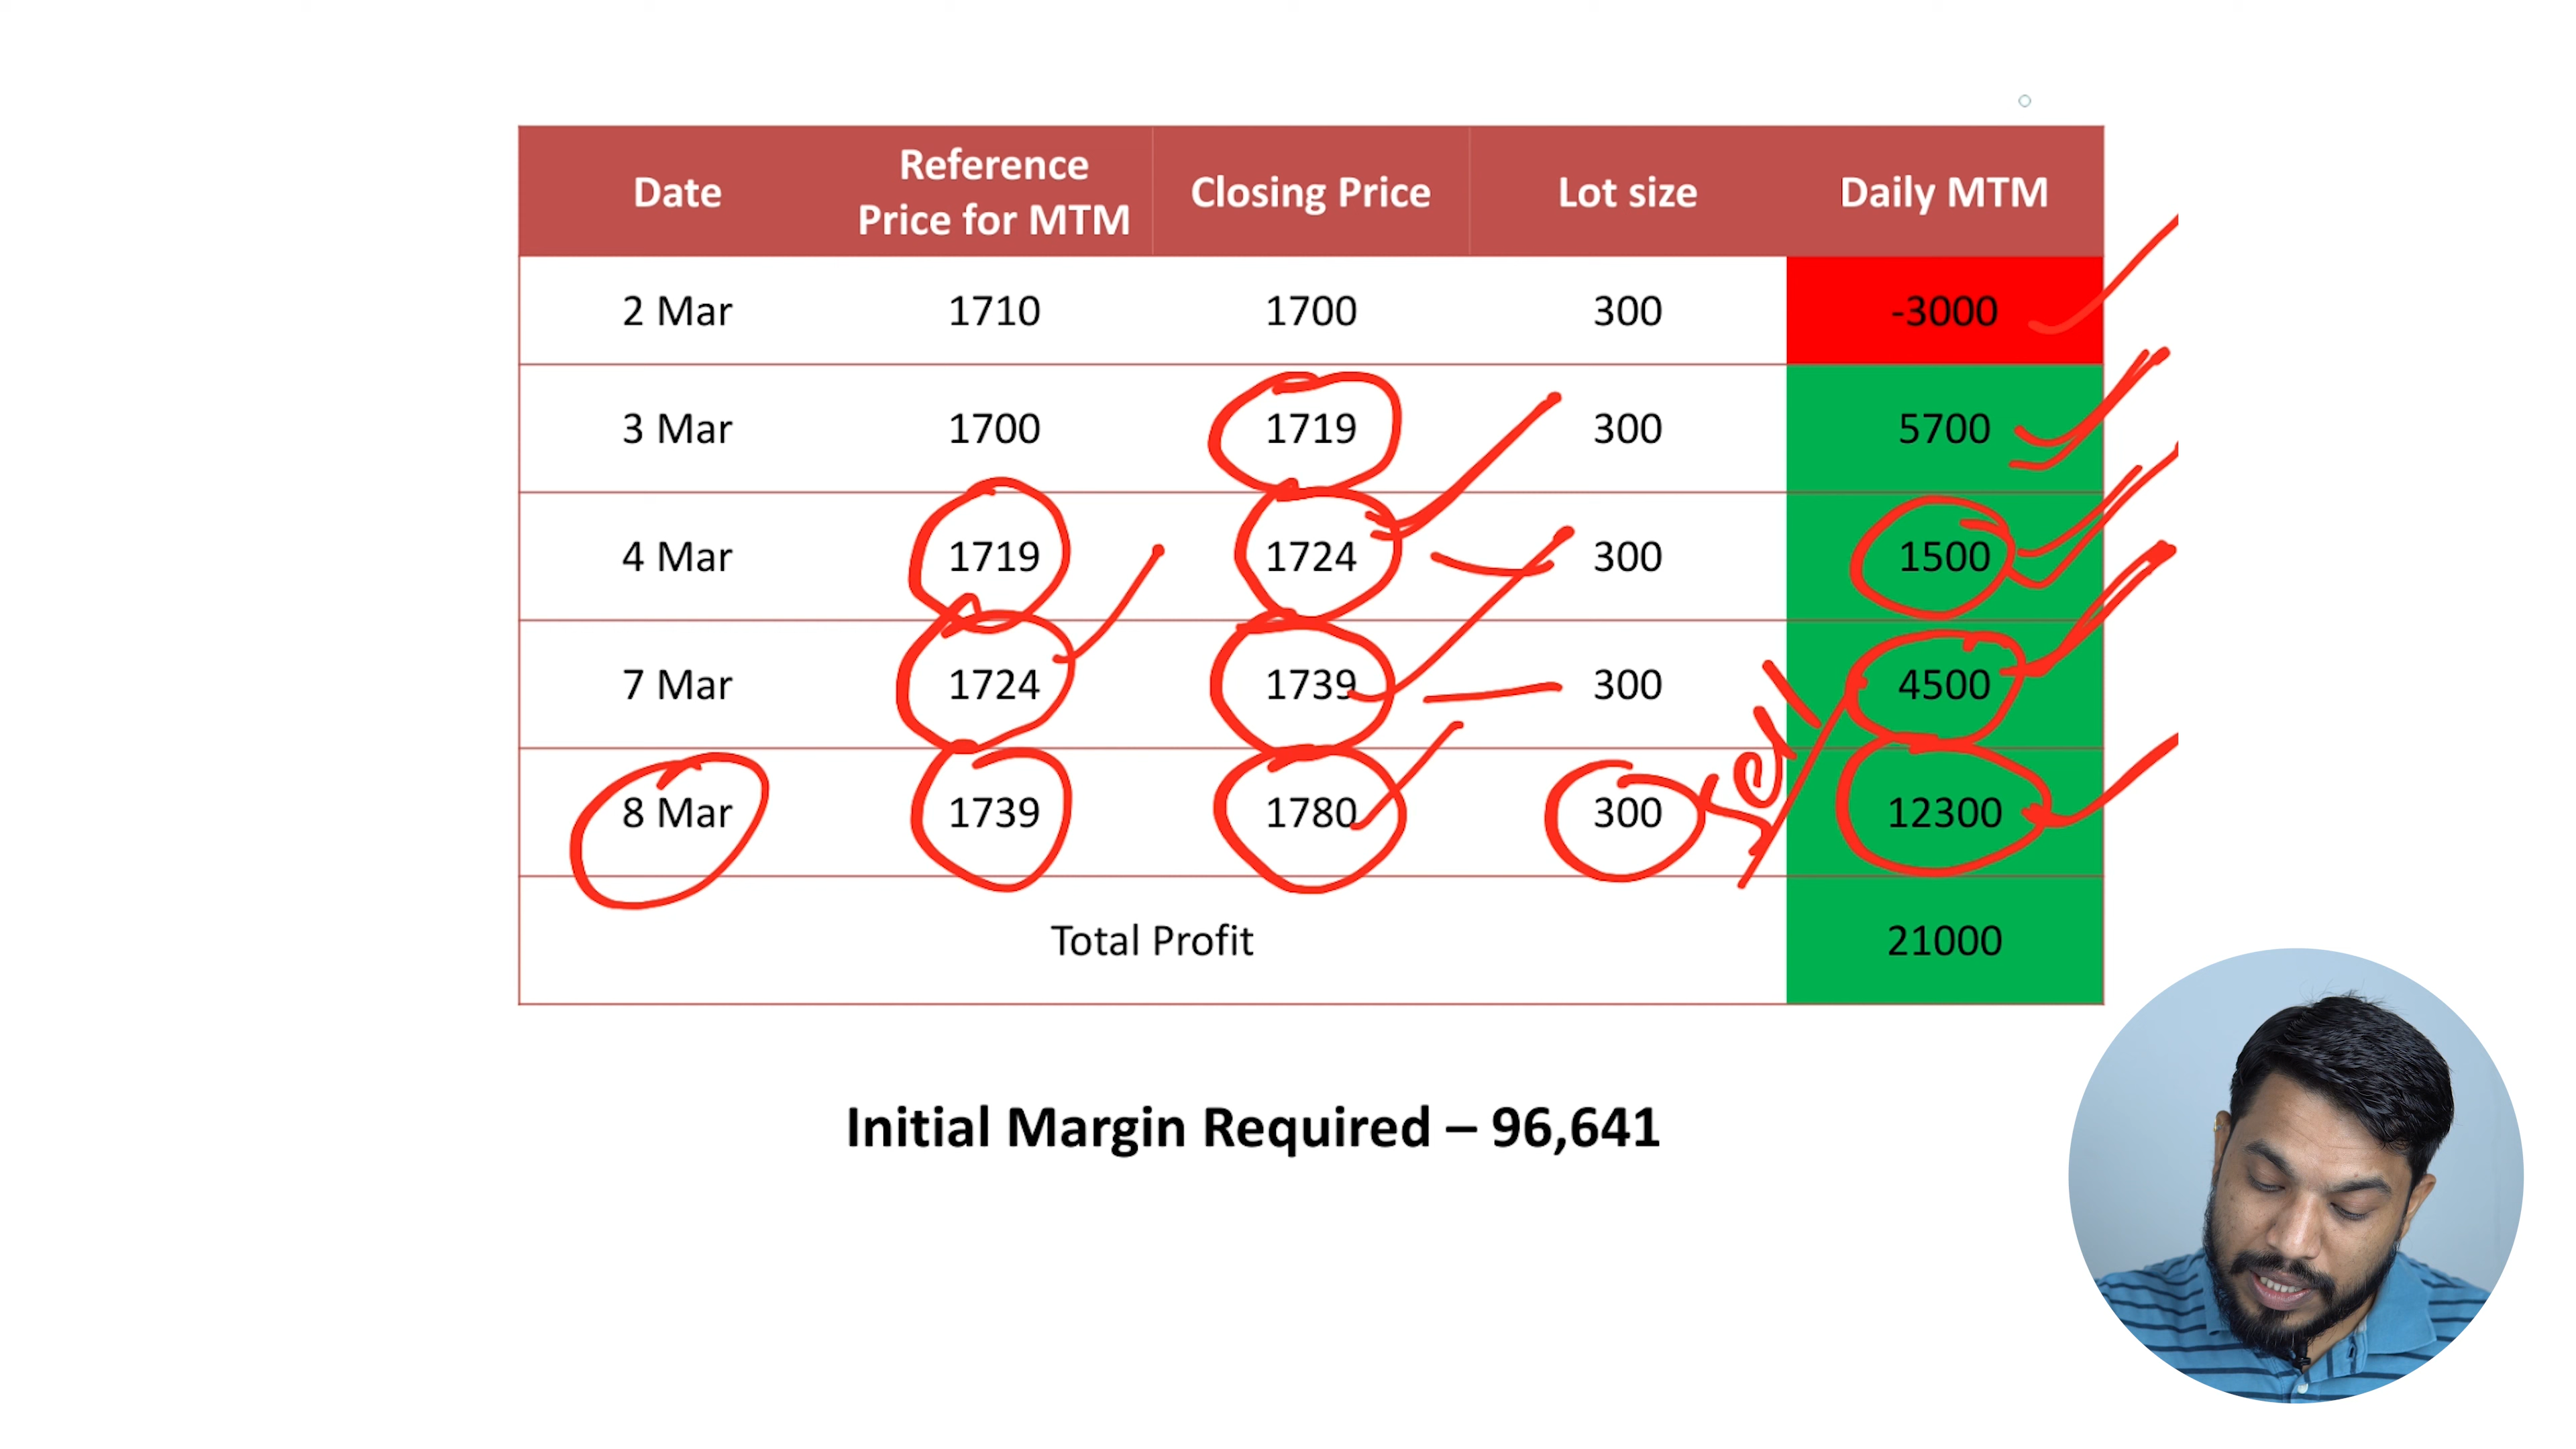 Date Reference Price for MTM Closing Price Lot size Daily MTM
2 Mar 1710 1700 300 -3000
3 Mar 1700 1719 300 5700
4 Mar 1719 1724 300 1500
7 Mar 1724 1739 300 4500
8 Mar 1739 1780 300 Sell 12300
Total Profit 21000
Initial Margin Required – 96,641